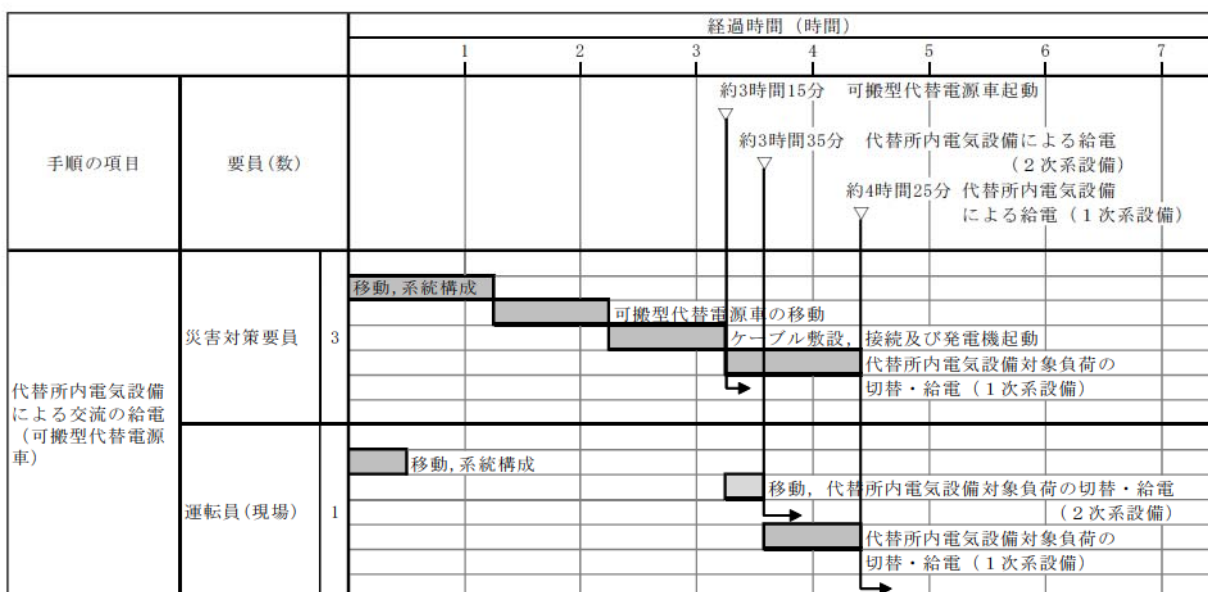 経過時間（時間）
1 2 3 4 5 6 7
手順の項目
要員(数)
約3時間15分 可搬型代替電源車起動
約3時間35分 代替所内電気設備による給電
（２次系設備）
約4時間25分 代替所内電気設備
による給電（１次系設備）
代替所内電気設備
による交流の給電
（可搬型代替電源
車）
災害対策要員
3
移動,系統構成
可搬型代替電源車の移動
ケーブル敷設，接続及び発電機起動
代替所内電気設備対象負荷の
切替・給電（１次系設備）
運転員(現場)
1
移動,系統構成
移動，代替所内電気設備対象負荷の切替・給電
（２次系設備）
代替所内電気設備対象負荷の
切替・給電（１次系設備）